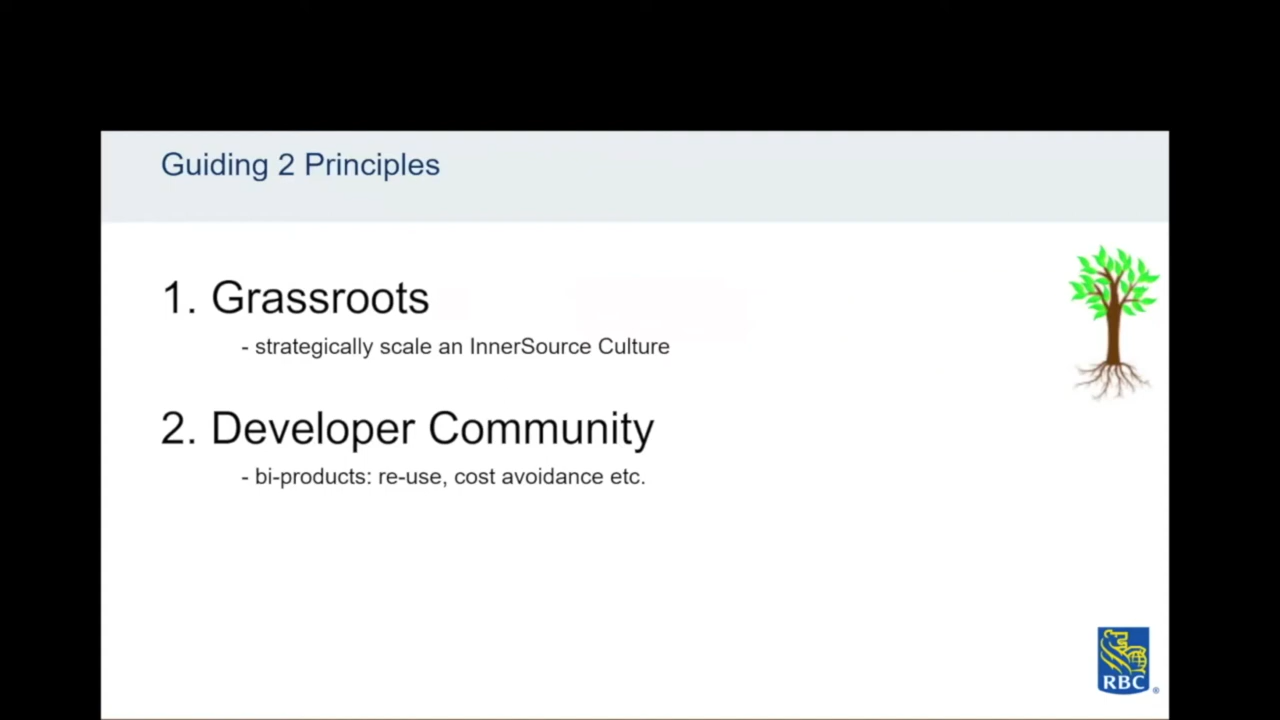 Guiding 2 Principles
1. Grassroots
- strategically scale an InnerSource Culture
2. Developer Community
- bi-products: re-use, cost avoidance etc.
RBC
®